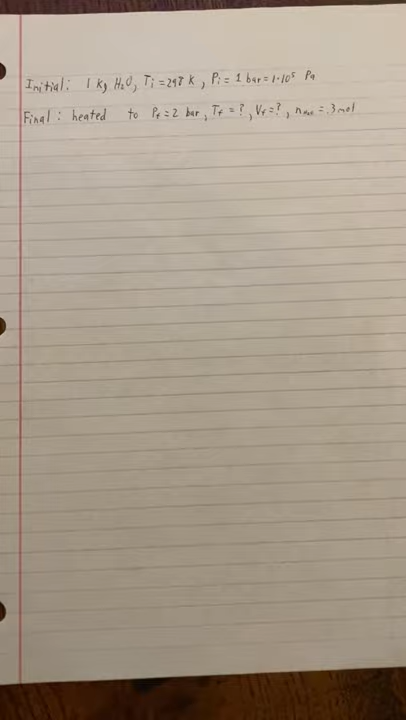 Initial: 1 kg H₂O, Tᵢ = 298 K, Pᵢ = 1 bar = 1·10⁵ Pa
Final: heated to P_f = 2 bar, T_f = ?, V_f = ?, n = .3 mol